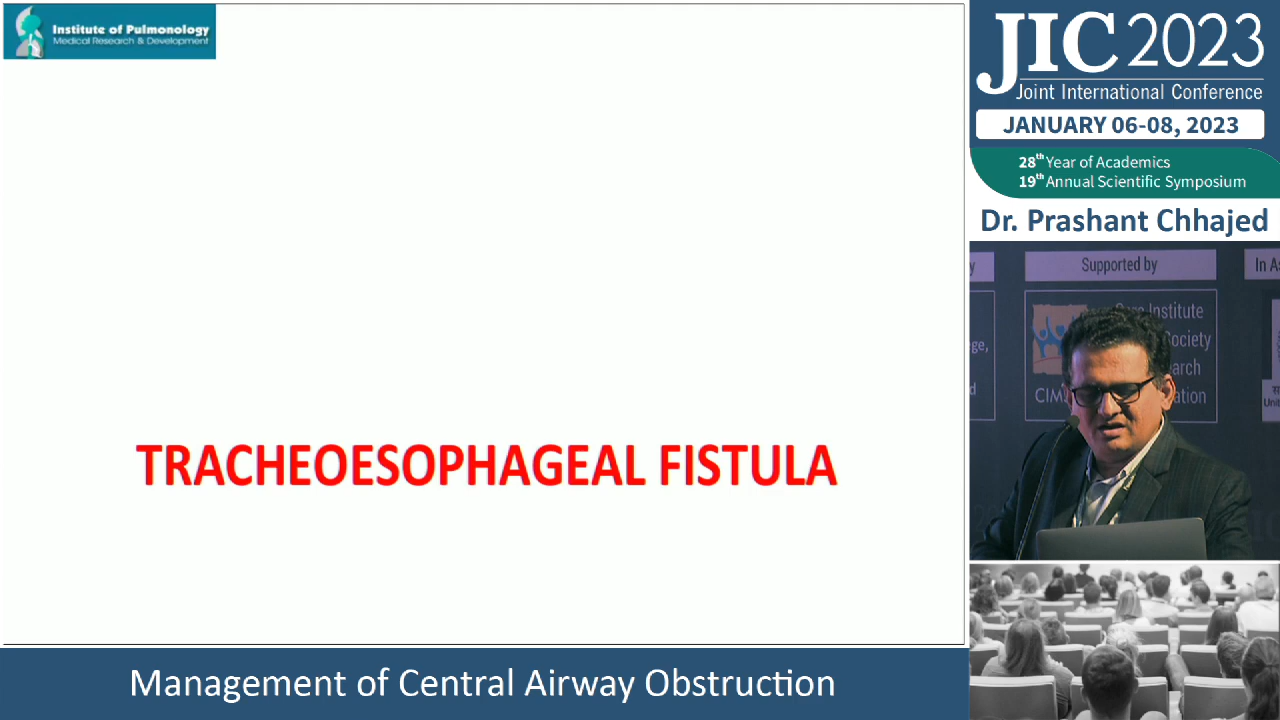 Institute of Pulmonology
Medical Research & Development
TRACHEOESOPHAGEAL FISTULA
Management of Central Airway Obstruction
JIC 2023
Joint International Conference
JANUARY 06-08, 2023
28th Year of Academics
19th Annual Scientific Symposium
Dr. Prashant Chhajed
Supported by
Institute